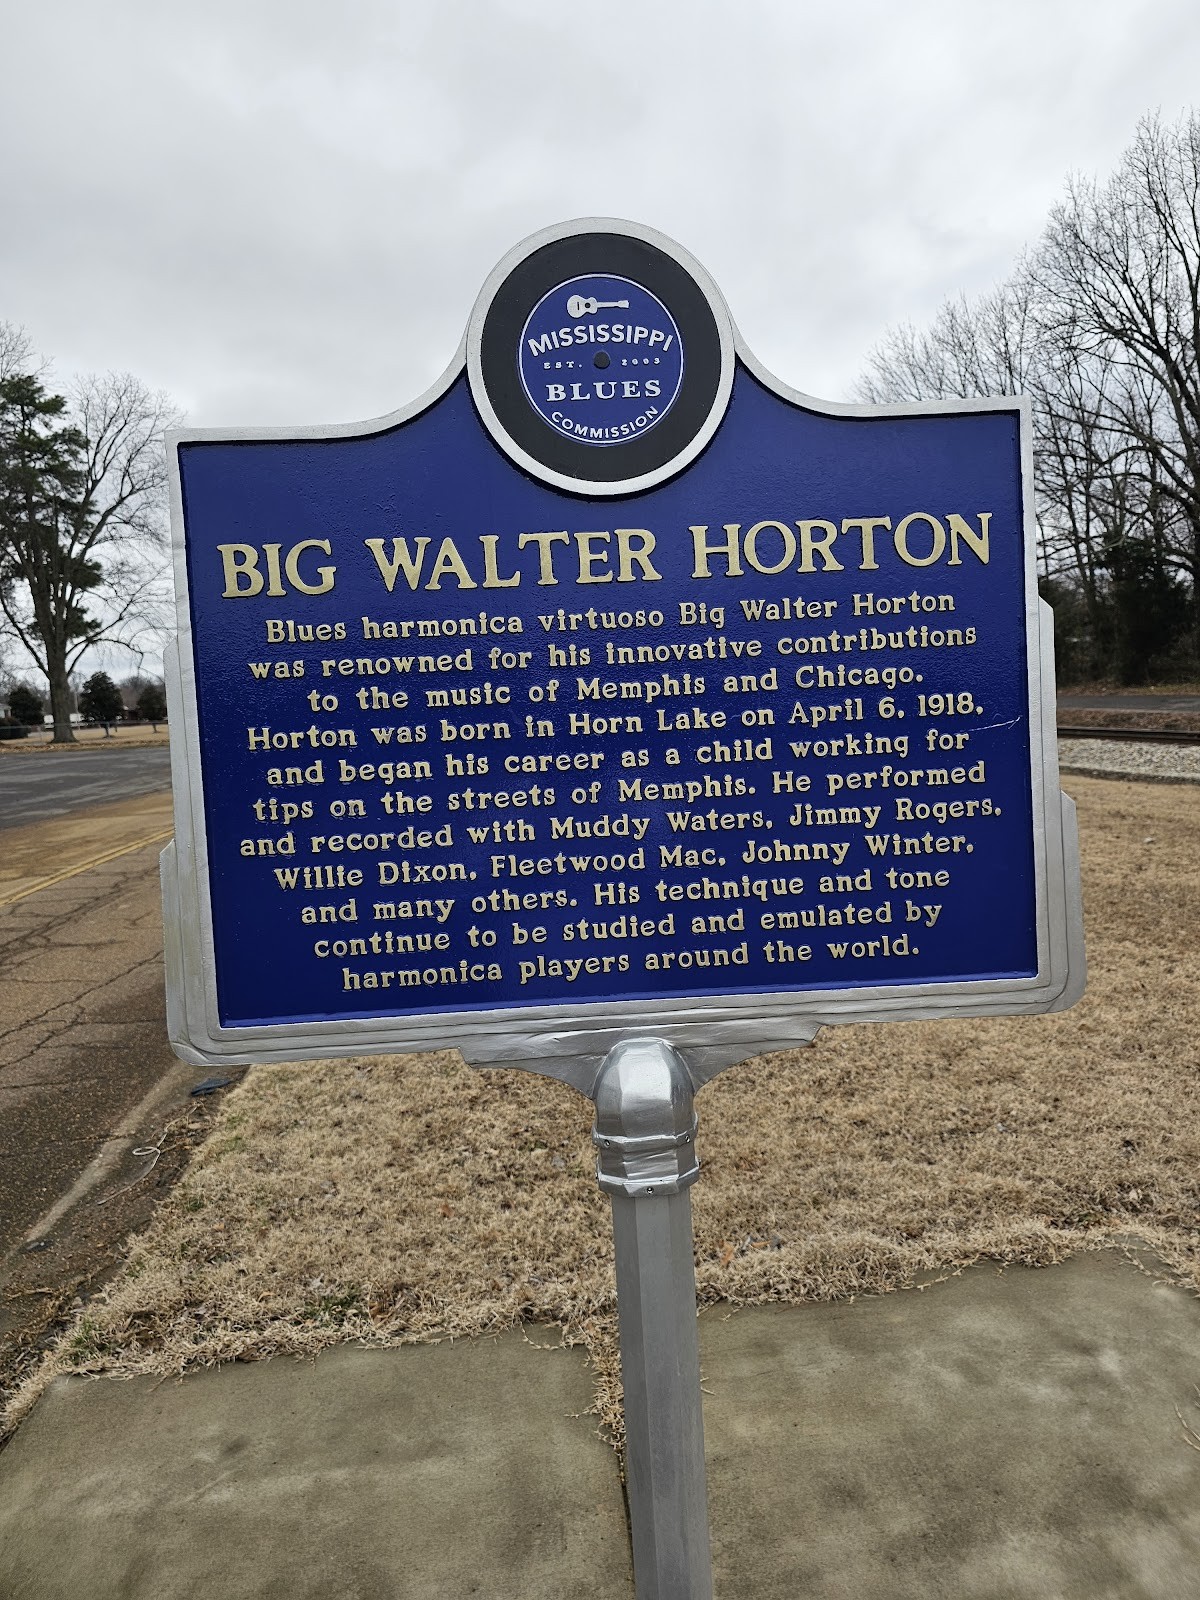 MISSISSIPPI
EST. 2003
BLUES
COMMISSION
BIG WALTER HORTON
Blues harmonica virtuoso Big Walter Horton
was renowned for his innovative contributions
to the music of Memphis and Chicago.
Horton was born in Horn Lake on April 6, 1918,
and began his career as a child working for
tips on the streets of Memphis. He performed
and recorded with Muddy Waters, Jimmy Rogers,
Willie Dixon, Fleetwood Mac, Johnny Winter,
and many others. His technique and tone
continue to be studied and emulated by
harmonica players around the world.